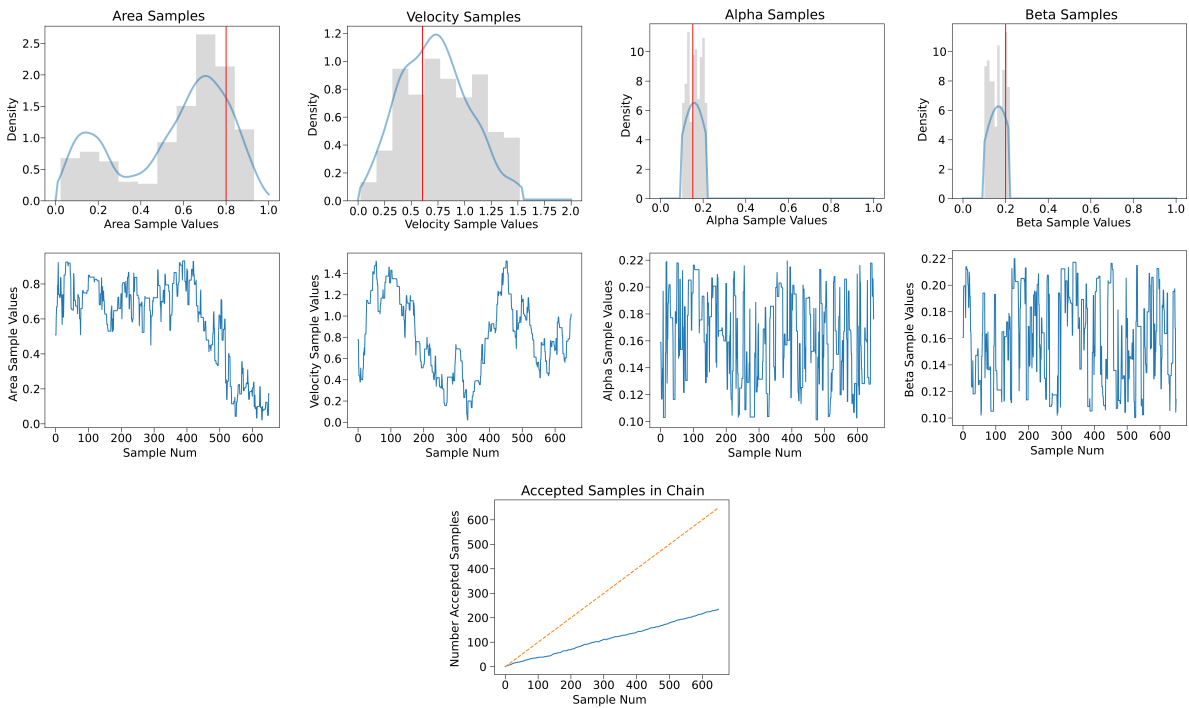 Area Samples
Density
2.5
2.0
1.5
1.0
0.5
0.0
0.0 0.2 0.4 0.6 0.8 1.0
Area Sample Values
Velocity Samples
Density
1.2
1.0
0.8
0.6
0.4
0.2
0.0
0.0 0.25 0.5 0.75 1.0 1.25 1.5 1.75 2.0
Velocity Sample Values
Alpha Samples
Density
10
8
6
4
2
0
0.0 0.2 0.4 0.6 0.8 1.0
Alpha Sample Values
Beta Samples
Density
10
8
6
4
2
0
0.0 0.2 0.4 0.6 0.8 1.0
Beta Sample Values
Area Sample Values
0.8
0.6
0.4
0.2
0.0
0 100 200 300 400 500 600
Sample Num
Velocity Sample Values
1.4
1.2
1.0
0.8
0.6
0.4
0.2
0.0
0 100 200 300 400 500 600
Sample Num
Alpha Sample Values
0.22
0.20
0.18
0.16
0.14
0.12
0.10
0 100 200 300 400 500 600
Sample Num
Beta Sample Values
0.22
0.20
0.18
0.16
0.14
0.12
0.10
0 100 200 300 400 500 600
Sample Num
Accepted Samples in Chain
Number Accepted Samples
600
500
400
300
200
100
0
0 100 200 300 400 500 600
Sample Num